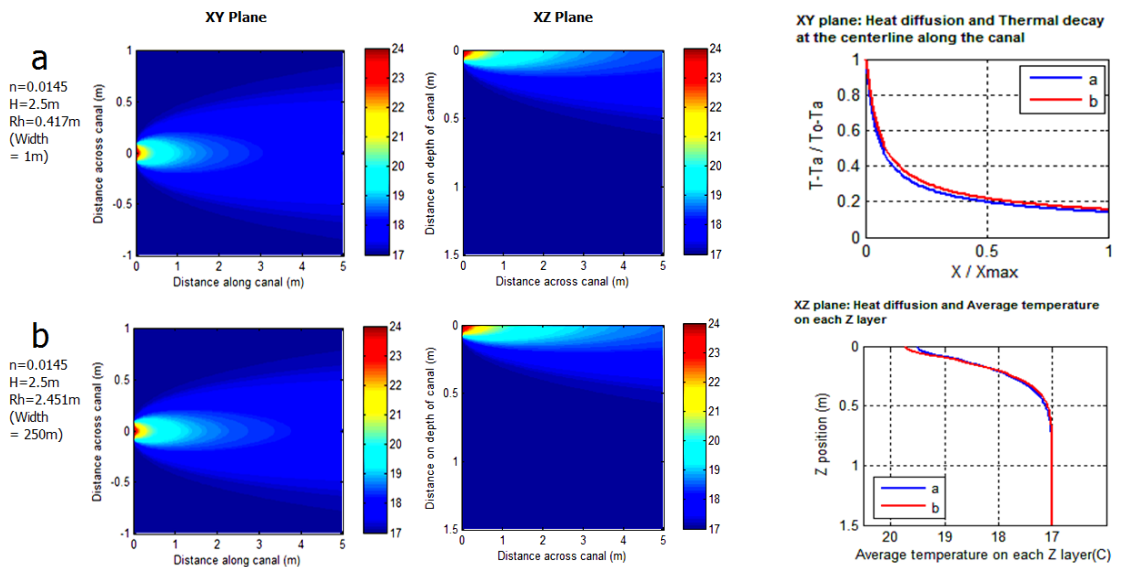 XY Plane
XZ Plane
a
n=0.0145
H=2.5m
Rh=0.417m
(Width
= 1m)
Distance across canal (m)
1
0.5
0
-0.5
-1
0 1 2 3 4 5
Distance along canal (m)
24
23
22
21
20
19
18
17
Distance on depth of canal (m)
0
0.5
1
1.5
0 1 2 3 4 5
Distance across canal (m)
24
23
22
21
20
19
18
17
XY plane: Heat diffusion and Thermal decay
at the centerline along the canal
T-Ta / To-Ta
1
0.8
0.6
0.4
0.2
0
0 0.5 1
X / Xmax
a
b
b
n=0.0145
H=2.5m
Rh=2.451m
(Width
= 250m)
Distance across canal (m)
1
0.5
0
-0.5
-1
0 1 2 3 4 5
Distance along canal (m)
24
23
22
21
20
19
18
17
Distance on depth of canal (m)
0
0.5
1
1.5
0 1 2 3 4 5
Distance across canal (m)
24
23
22
21
20
19
18
17
XZ plane: Heat diffusion and Average temperature
on each Z layer
Z position (m)
0
0.5
1
1.5
a
b
20 19 18 17
Average temperature on each Z layer(C)